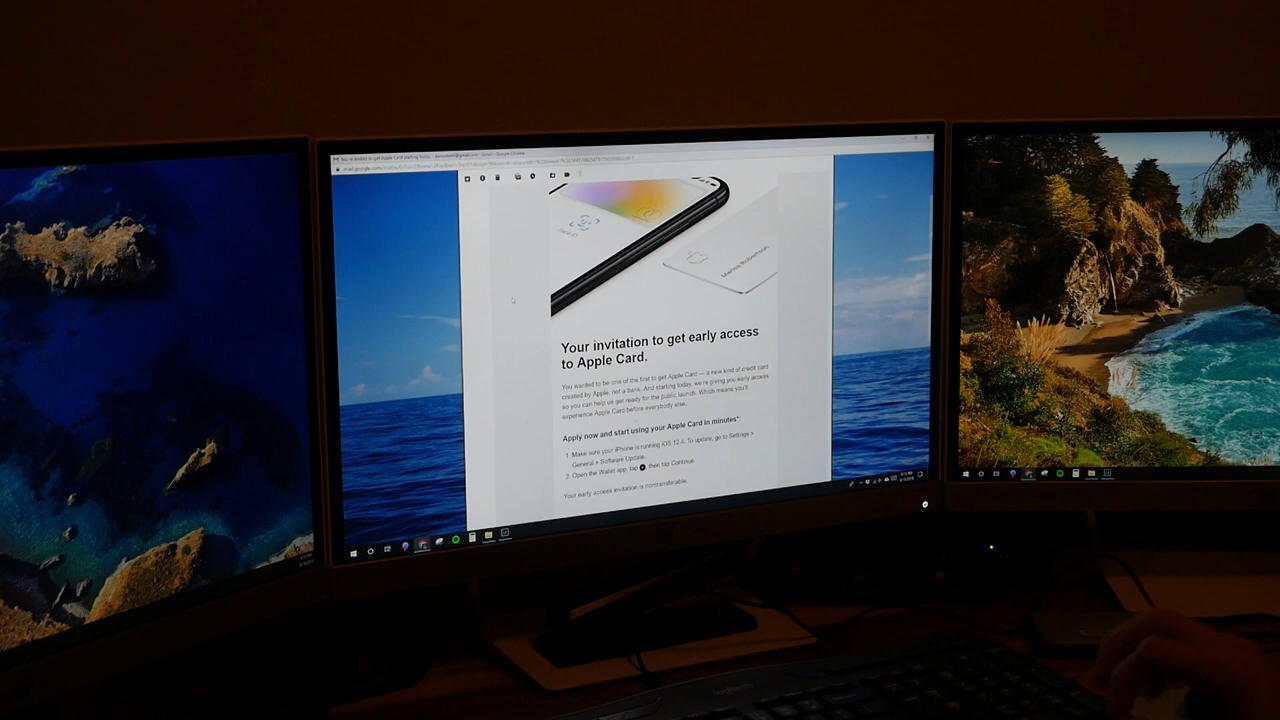 Face ID
Marisa Robertson
Your invitation to get early access
to Apple Card.
You wanted to be one of the first to get Apple Card — a new kind of credit card
created by Apple, not a bank. And starting today, we're giving you early access
so you can help us get ready for the public launch. Which means you'll
experience Apple Card before everybody else.
Apply now and start using your Apple Card in minutes*:
1. Make sure your iPhone is running iOS 12.4. To update, go to Settings >
General > Software Update.
2. Open the Wallet app, tap , then tap Continue.
Your early access invitation is nontransferable.